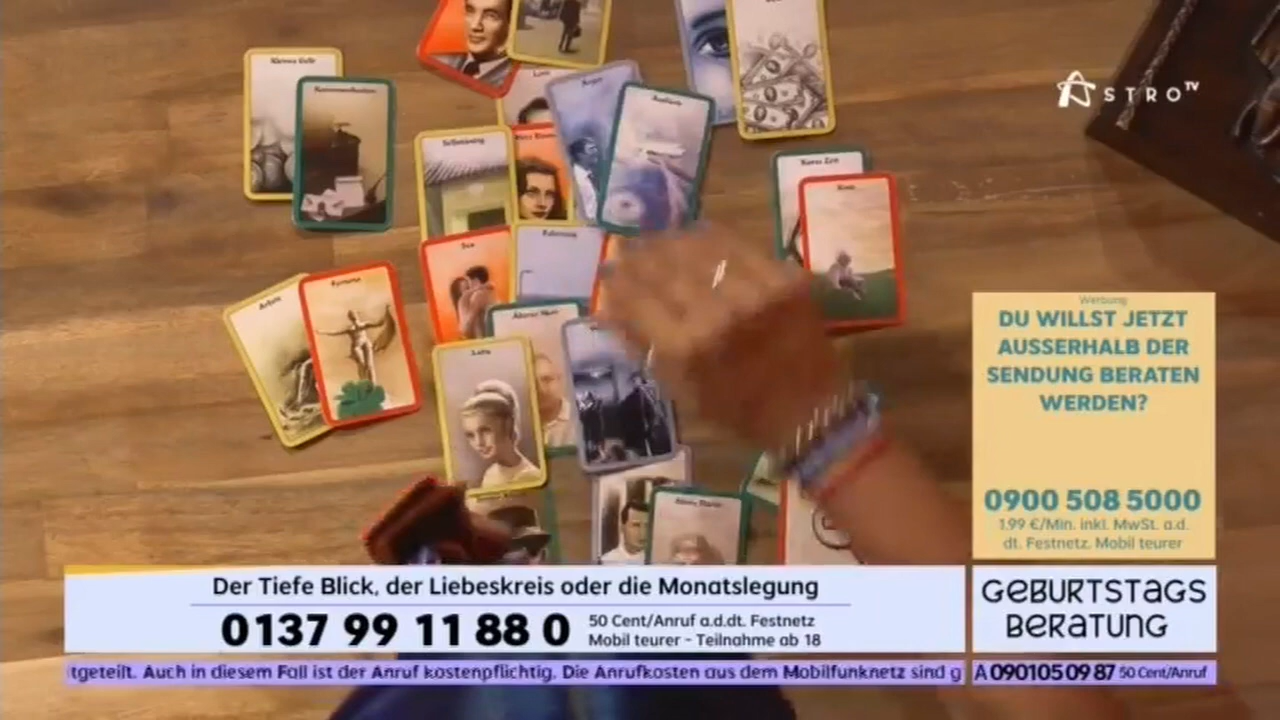 Kommunikation
ASTRO TV
Fortuna
Werbung
DU WILLST JETZT
AUSSERHALB DER
SENDUNG BERATEN
WERDEN?
0900 508 5000
1.99 €/Min. inkl. MwSt. a.d.
dt. Festnetz. Mobil teurer
Der Tiefe Blick, der Liebeskreis oder die Monatslegung
0137 99 11 88 0
50 Cent/Anruf a.d.dt. Festnetz
Mobil teurer - Teilnahme ab 18
GEBURTSTAGS
BERATUNG
tgeteilt. Auch in diesem Fall ist der Anruf kostenpflichtig. Die Anrufkosten aus dem Mobilfunknetz sind g
A 090105 09 87 50 Cent/Anruf